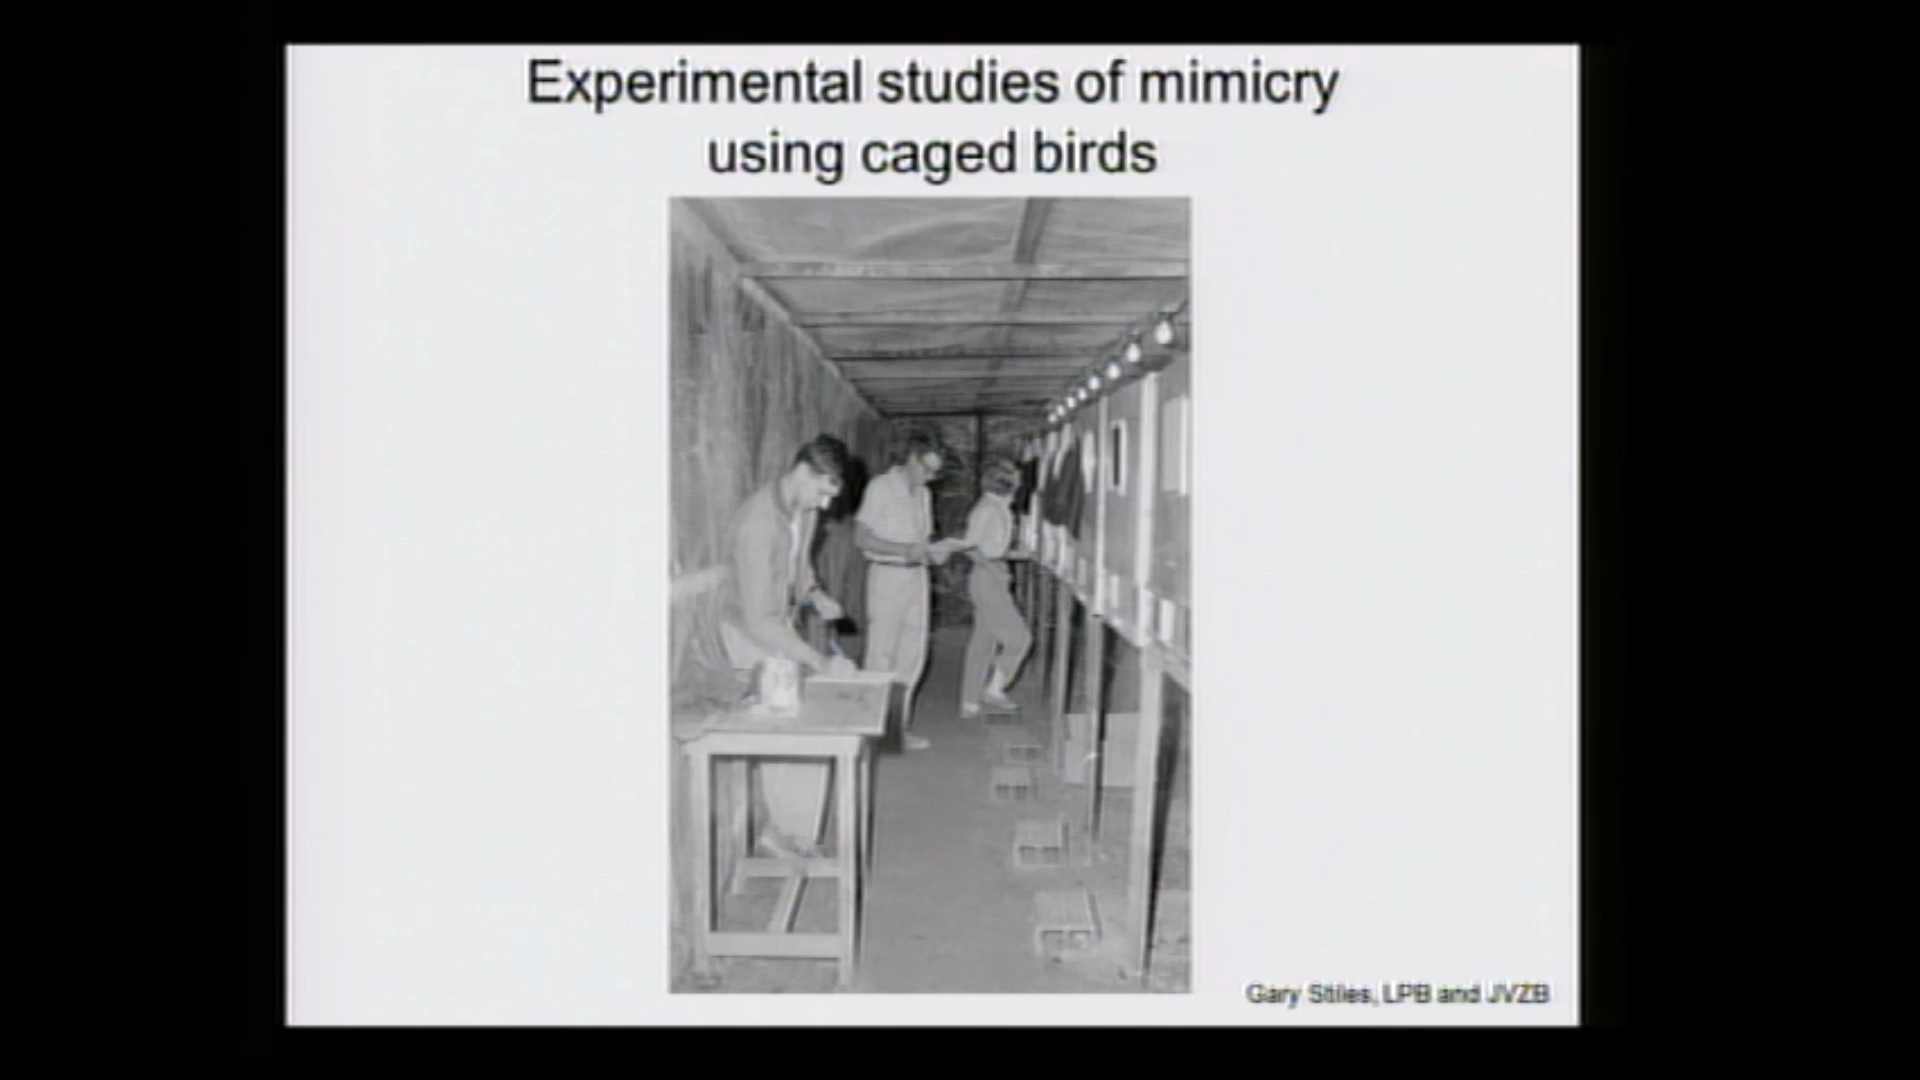 Experimental studies of mimicry
using caged birds
Gary Stiles, LPB and JVZB